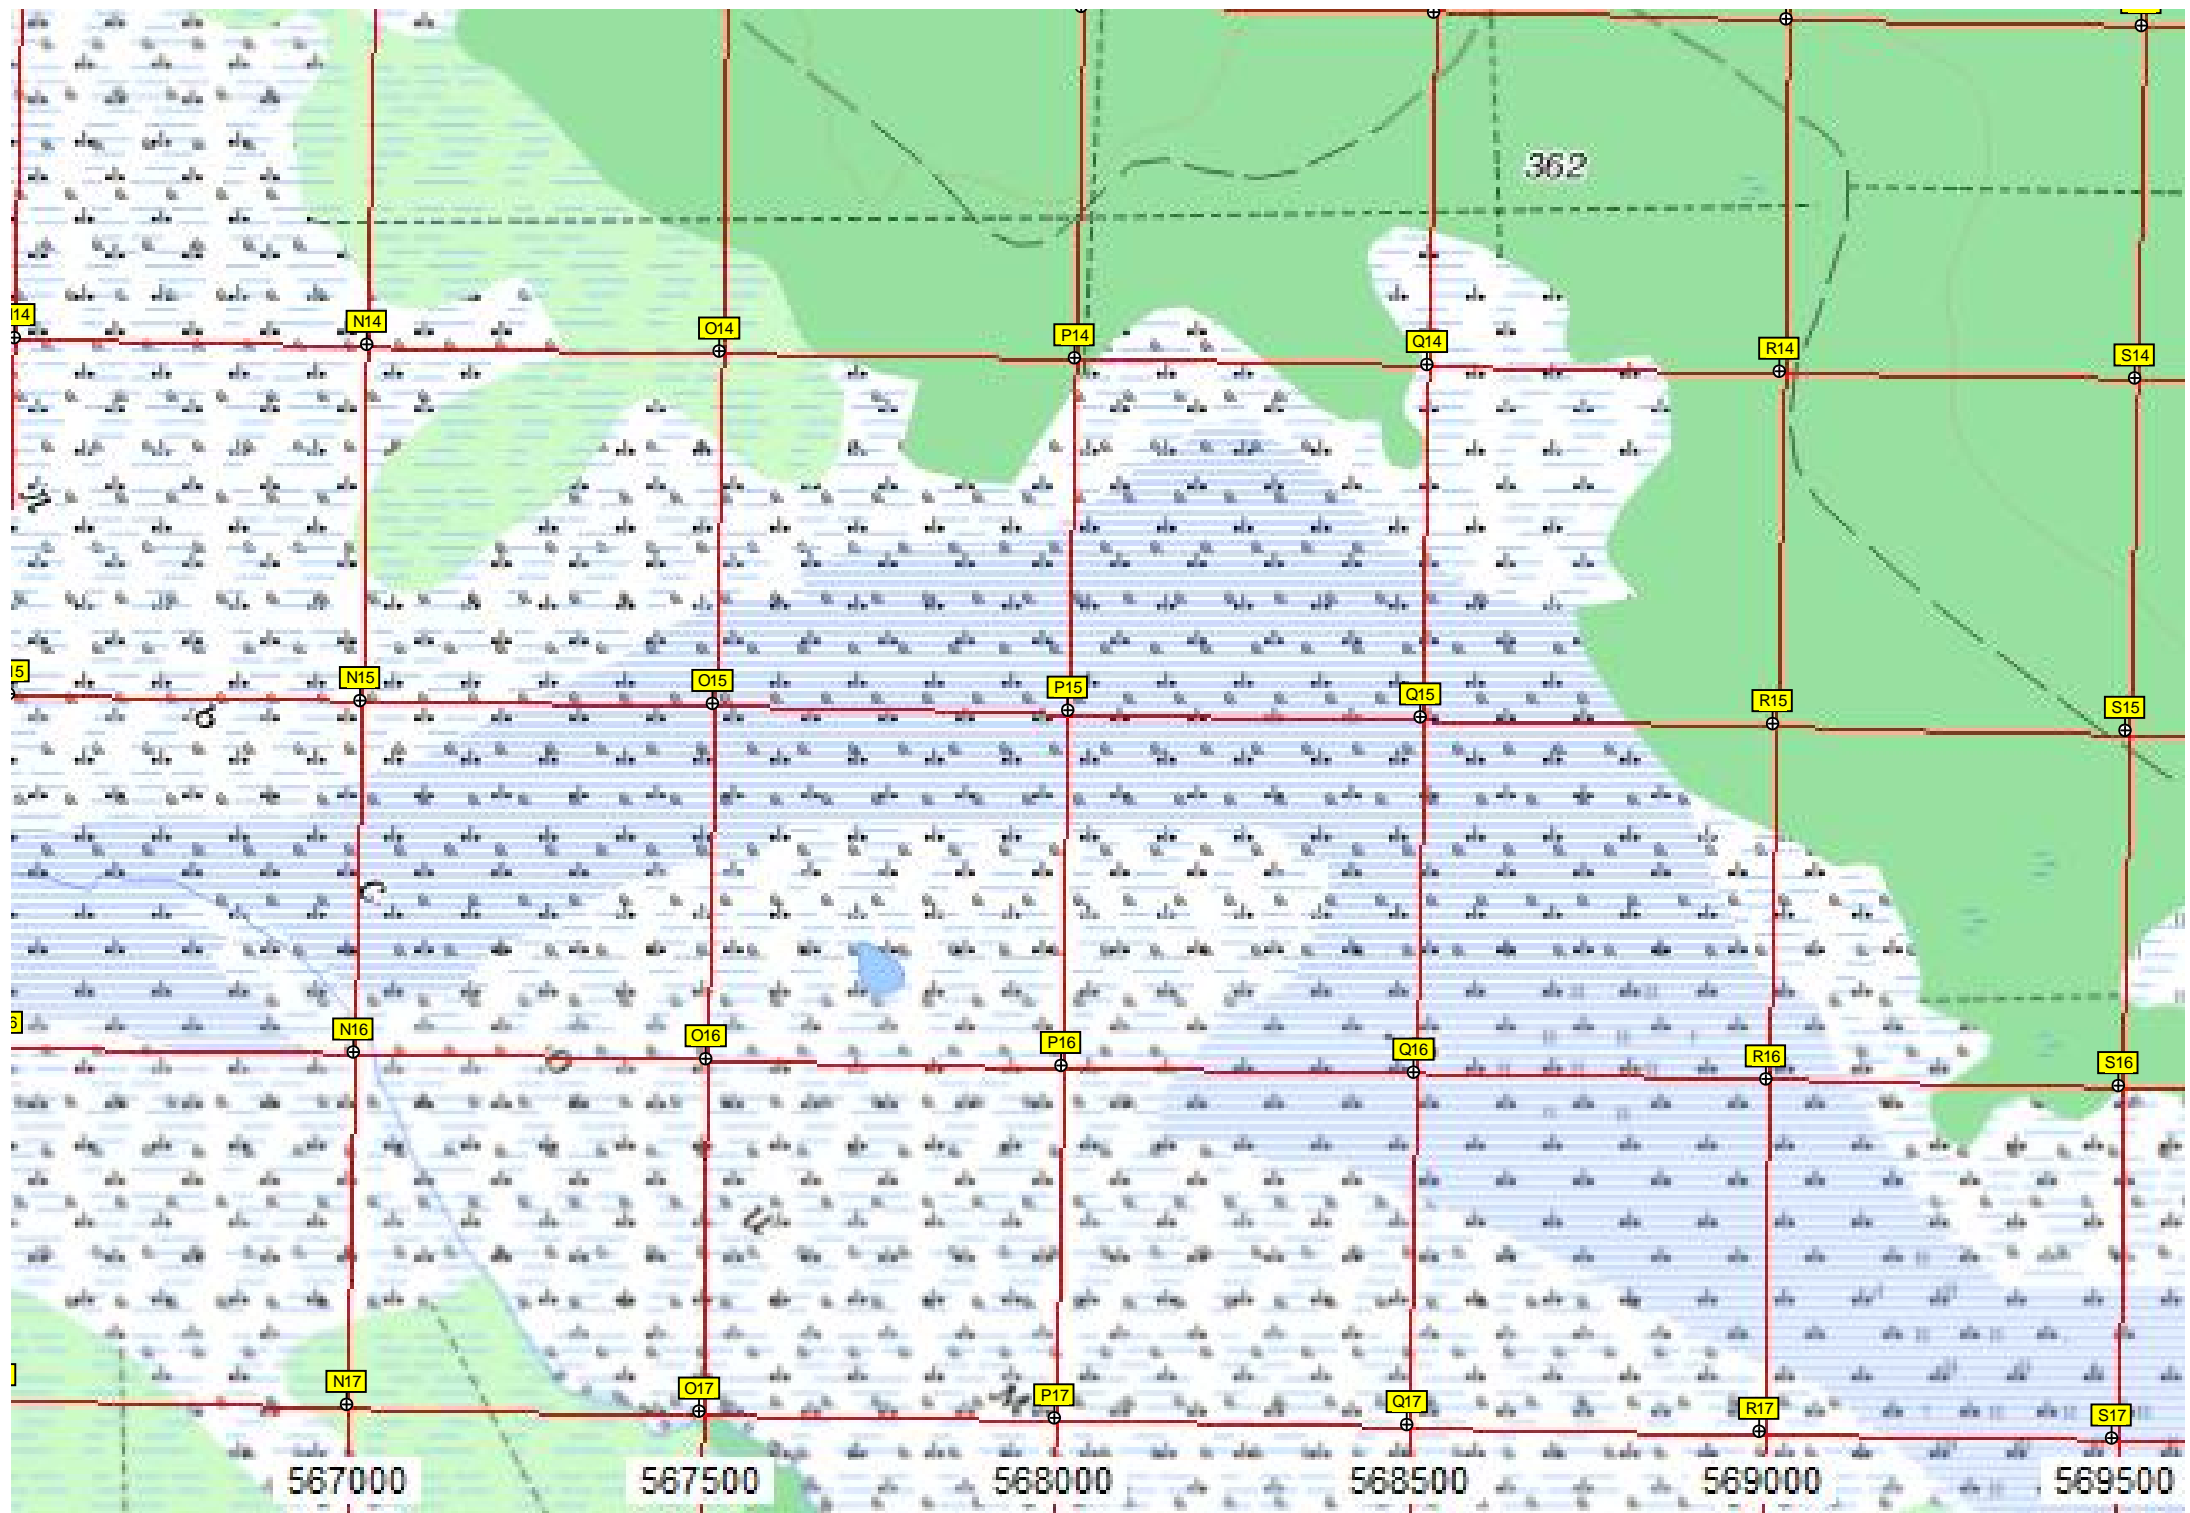 362
N14 O14 P14 Q14 R14 S14
N15 O15 P15 Q15 R15 S15
N16 O16 P16 Q16 R16 S16
N17 O17 P17 Q17 R17 S17
567000 567500 568000 568500 569000 569500